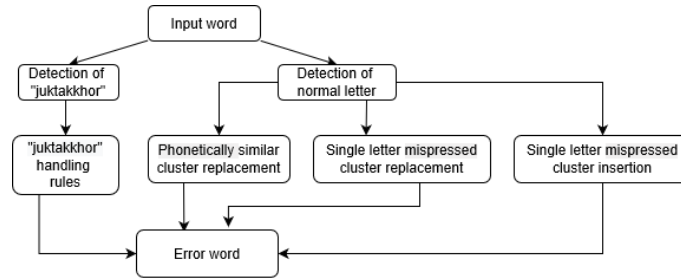 Input word
Detection of
"juktakkhor"
Detection of
normal letter
"juktakkhor"
handling
rules
Phonetically similar
cluster replacement
Single letter mispressed
cluster replacement
Single letter mispressed
cluster insertion
Error word